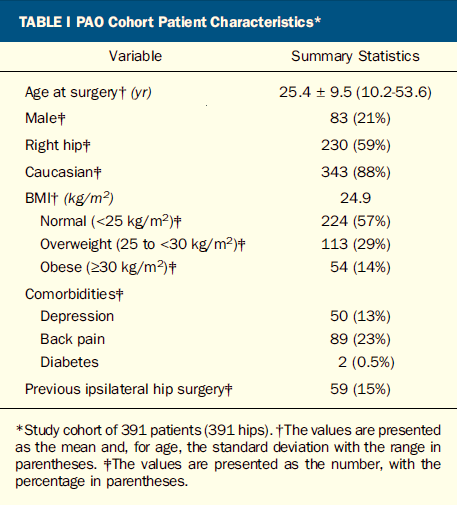 TABLE I PAO Cohort Patient Characteristics*
Variable Summary Statistics
Age at surgery† (yr) 25.4 ± 9.5 (10.2-53.6)
Male‡ 83 (21%)
Right hip‡ 230 (59%)
Caucasian‡ 343 (88%)
BMI† (kg/m²) 24.9
Normal (<25 kg/m²)‡ 224 (57%)
Overweight (25 to <30 kg/m²)‡ 113 (29%)
Obese (≥30 kg/m²)‡ 54 (14%)
Comorbidities‡
Depression 50 (13%)
Back pain 89 (23%)
Diabetes 2 (0.5%)
Previous ipsilateral hip surgery‡ 59 (15%)
*Study cohort of 391 patients (391 hips). †The values are presented
as the mean and, for age, the standard deviation with the range in
parentheses. ‡The values are presented as the number, with the
percentage in parentheses.